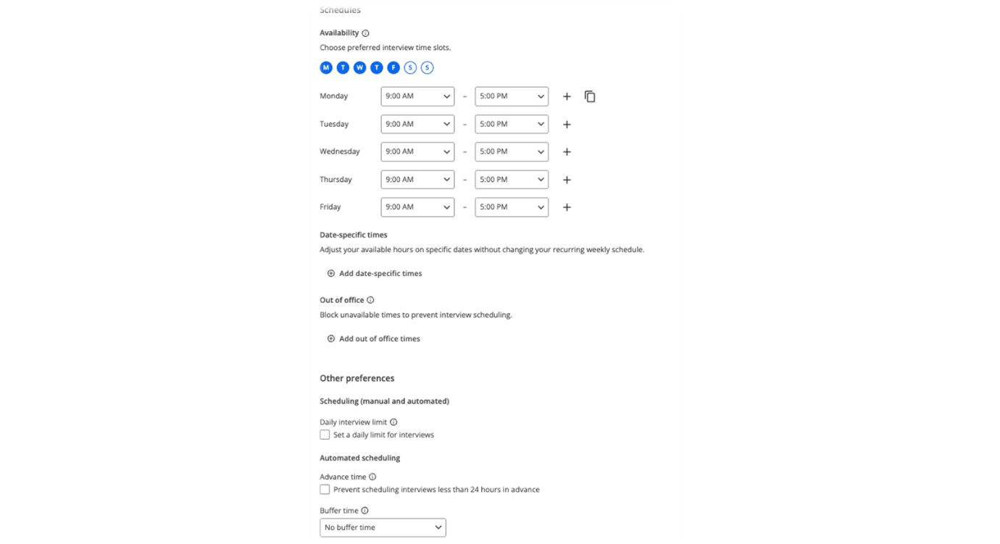 Schedules
Availability
Choose preferred interview time slots.
M T W T F S S
Monday 9:00 AM – 5:00 PM
Tuesday 9:00 AM – 5:00 PM
Wednesday 9:00 AM – 5:00 PM
Thursday 9:00 AM – 5:00 PM
Friday 9:00 AM – 5:00 PM
Date-specific times
Adjust your available hours on specific dates without changing your recurring weekly schedule.
Add date-specific times
Out of office
Block unavailable times to prevent interview scheduling.
Add out of office times
Other preferences
Scheduling (manual and automated)
Daily interview limit
Set a daily limit for interviews
Automated scheduling
Advance time
Prevent scheduling interviews less than 24 hours in advance
Buffer time
No buffer time